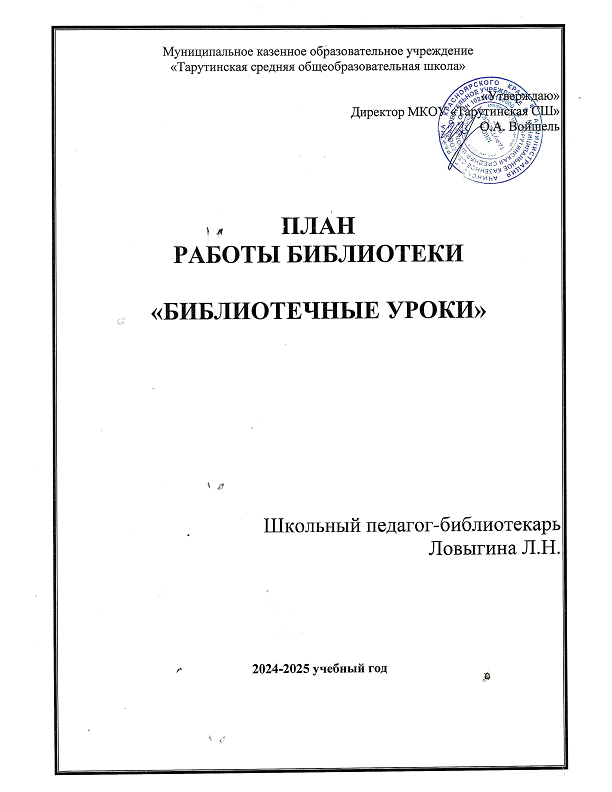 Муниципальное казенное образовательное учреждение
«Тарутинская средняя общеобразовательная школа»
«Утверждаю»
Директор МКОУ «Тарутинская СШ»
О.А. Войшель
ПЛАН
РАБОТЫ БИБЛИОТЕКИ
«БИБЛИОТЕЧНЫЕ УРОКИ»
Школьный педагог-библиотекарь
Ловыгина Л.Н.
2024-2025 учебный год